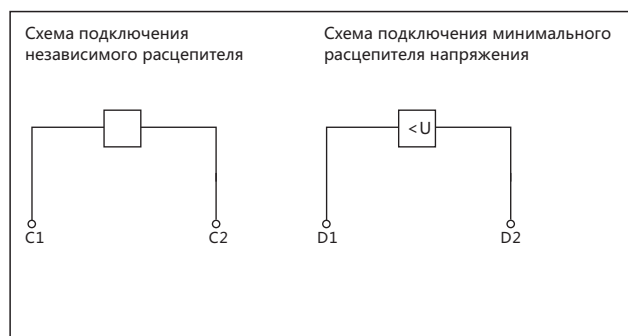 Схема подключения
независимого расцепителя
Схема подключения минимального
расцепителя напряжения
<U
C1
C2
D1
D2